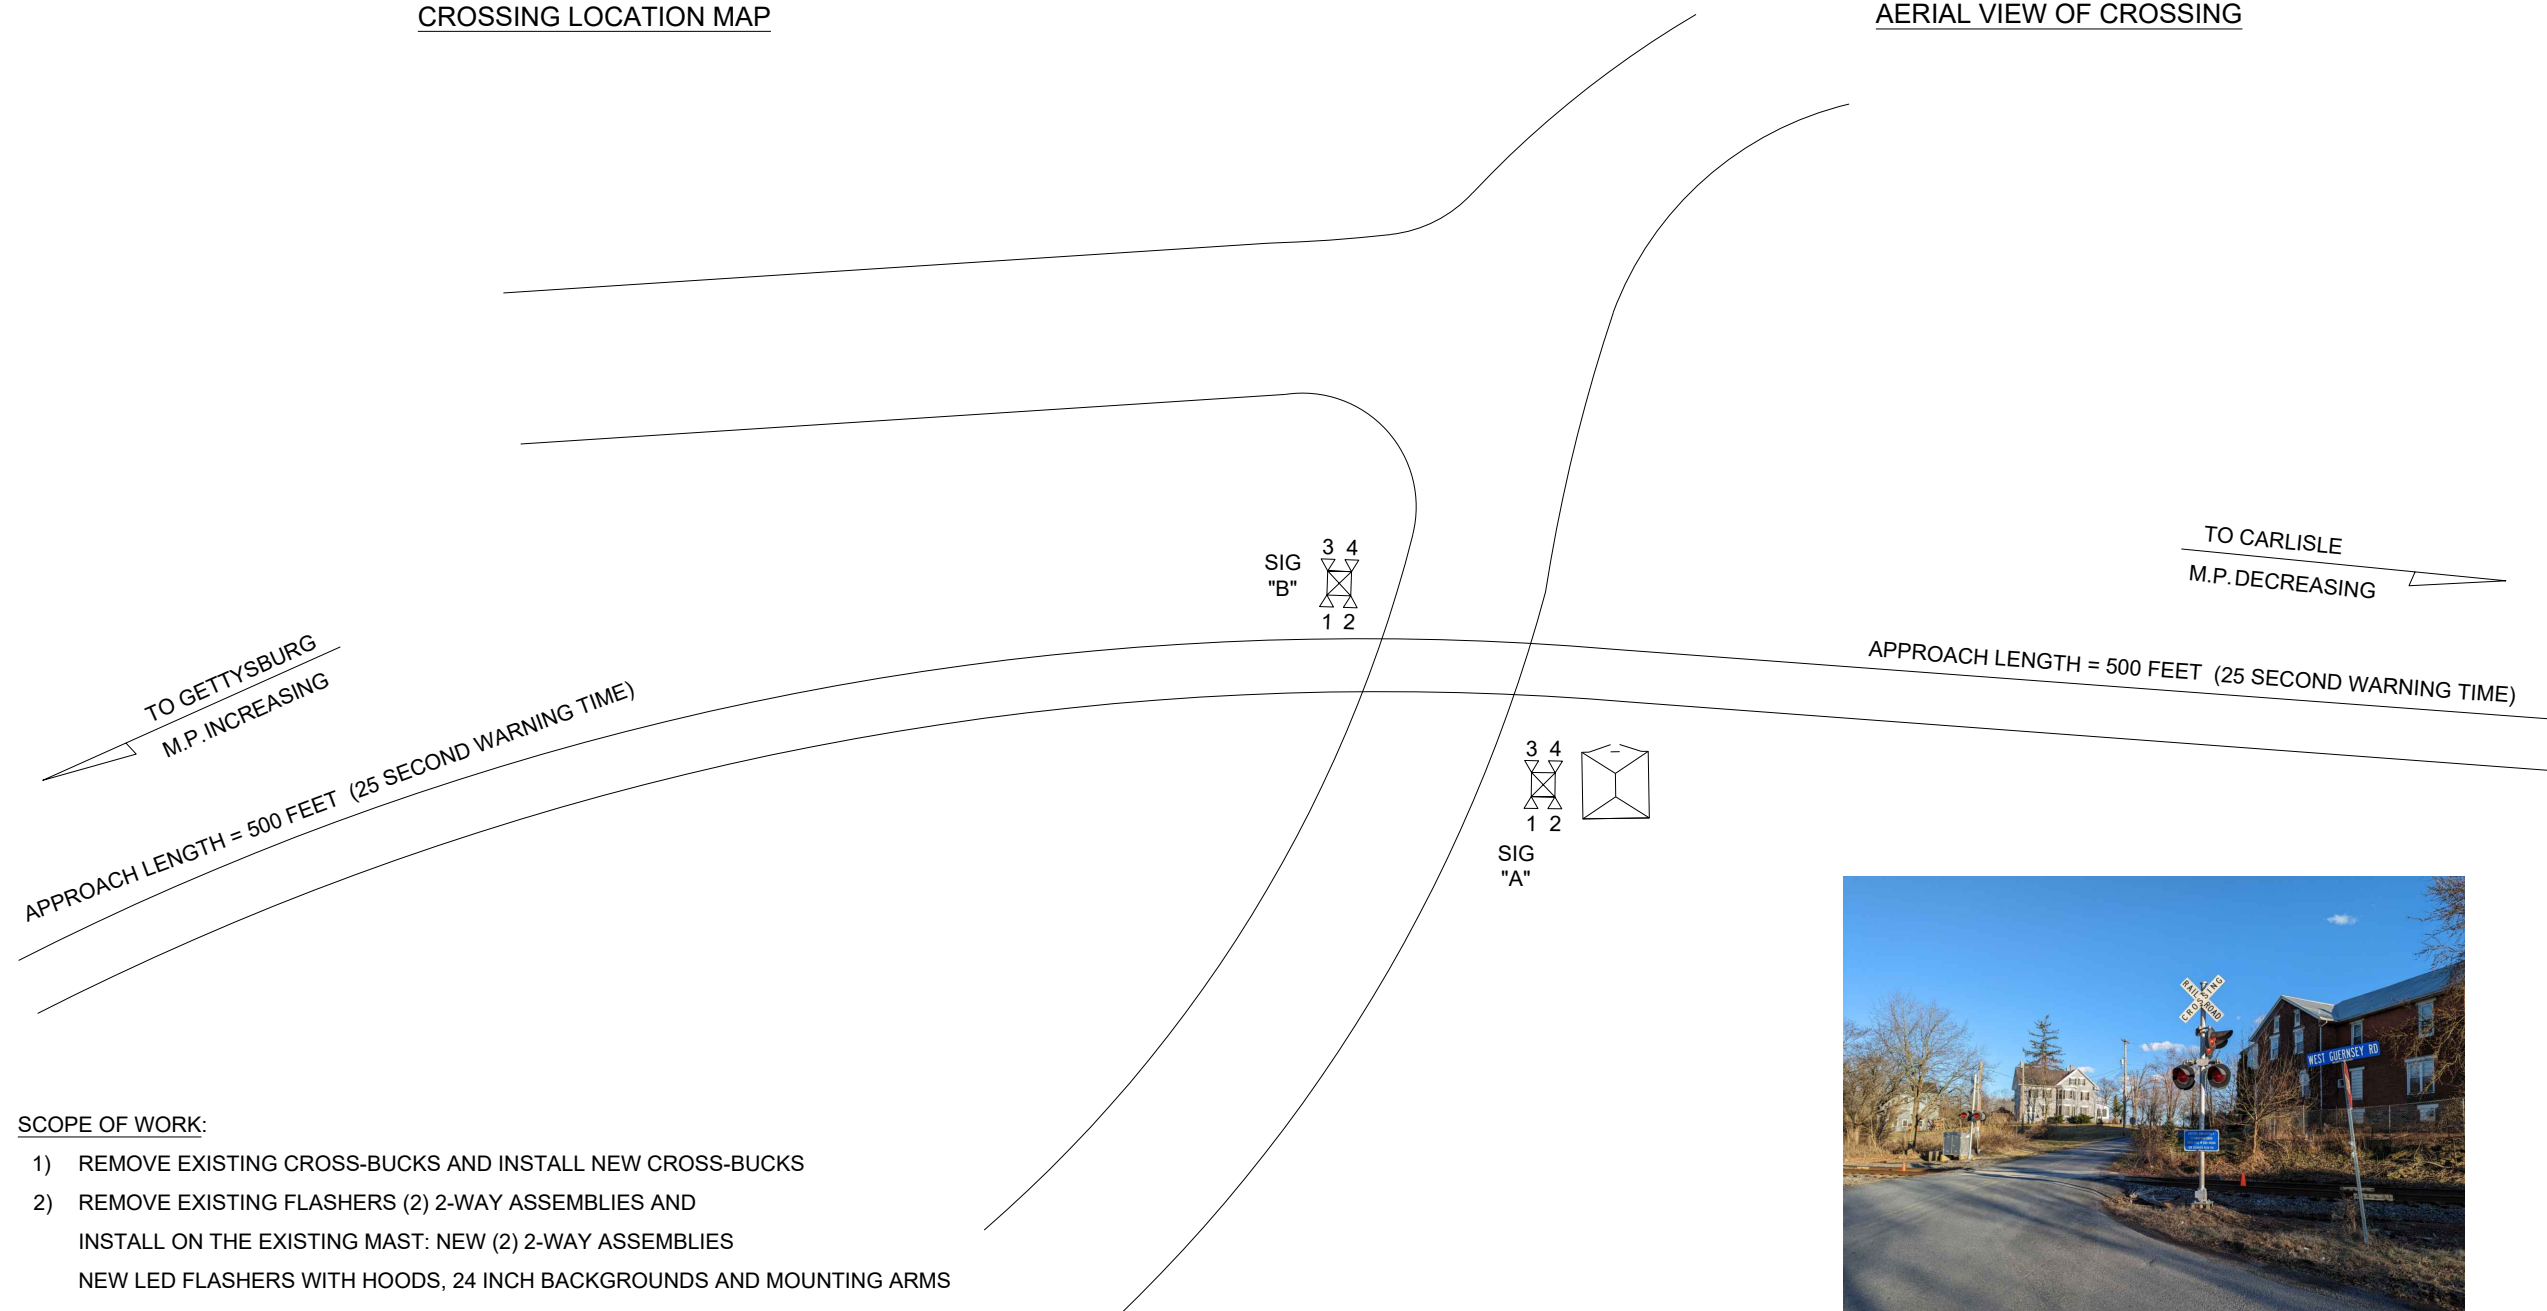 CROSSING LOCATION MAP
AERIAL VIEW OF CROSSING
3 4
SIG
"B"
1 2
TO CARLISLE
M.P. DECREASING
TO GETTYSBURG
M.P. INCREASING
APPROACH LENGTH = 500 FEET (25 SECOND WARNING TIME)
APPROACH LENGTH = 500 FEET (25 SECOND WARNING TIME)
3 4
1 2
SIG
"A"
RAILROAD
CROSSING
WEST GUERNSEY RD
SCOPE OF WORK:
1) REMOVE EXISTING CROSS-BUCKS AND INSTALL NEW CROSS-BUCKS
2) REMOVE EXISTING FLASHERS (2) 2-WAY ASSEMBLIES AND
INSTALL ON THE EXISTING MAST: NEW (2) 2-WAY ASSEMBLIES
NEW LED FLASHERS WITH HOODS, 24 INCH BACKGROUNDS AND MOUNTING ARMS